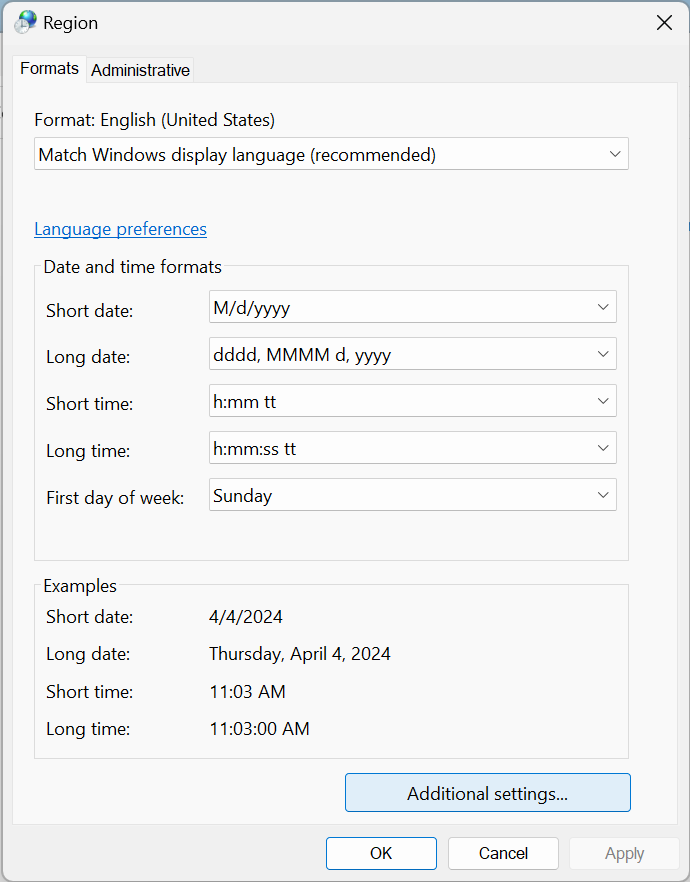 Region
Formats Administrative
Format: English (United States)
Match Windows display language (recommended)
Language preferences
Date and time formats
Short date: M/d/yyyy
Long date: dddd, MMMM d, yyyy
Short time: h:mm tt
Long time: h:mm:ss tt
First day of week: Sunday
Examples
Short date: 4/4/2024
Long date: Thursday, April 4, 2024
Short time: 11:03 AM
Long time: 11:03:00 AM
Additional settings...
OK Cancel Apply